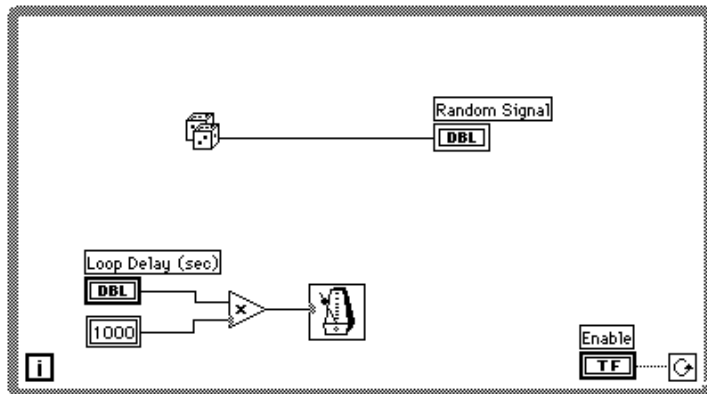 Random Signal
DBL
Loop Delay (sec)
DBL
x
1000
Enable
TF
i